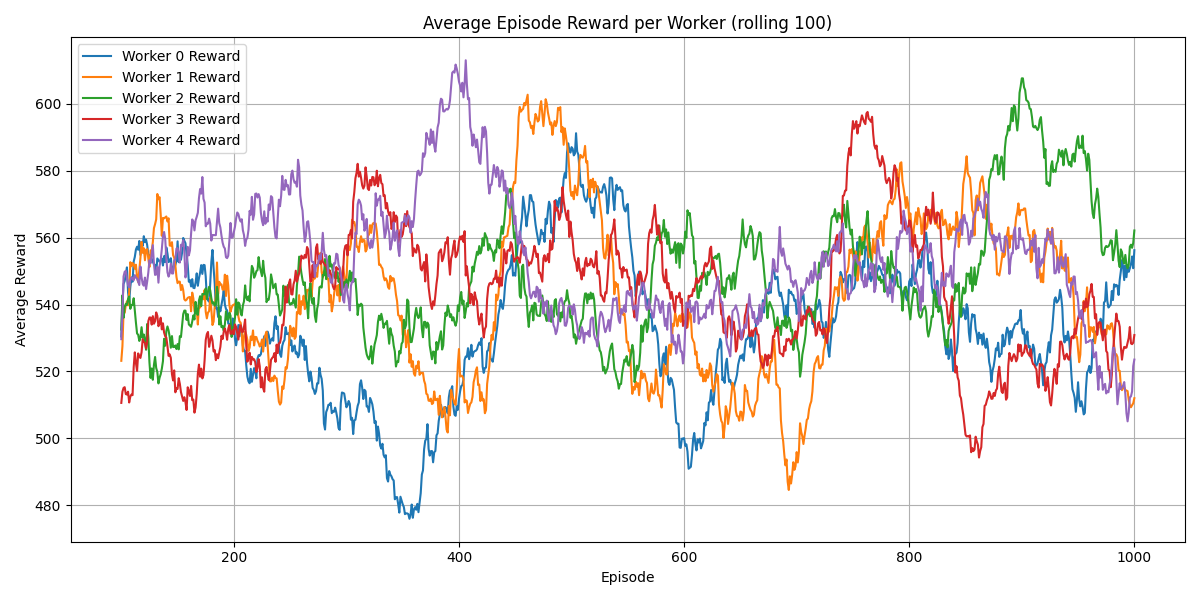 Average Episode Reward per Worker (rolling 100)
Worker 0 Reward
Worker 1 Reward
Worker 2 Reward
Worker 3 Reward
Worker 4 Reward
Average Reward
600
580
560
540
520
500
480
200 400 600 800 1000
Episode